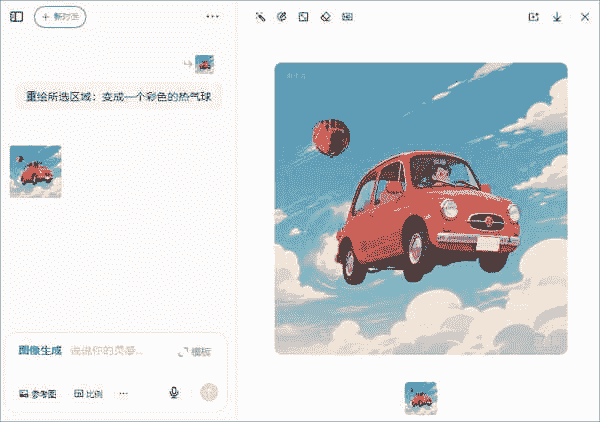 + 新对话
重绘所选区域：变成一个彩色的热气球
图像生成 说说你的灵感... 模板
参考图 比例 ...